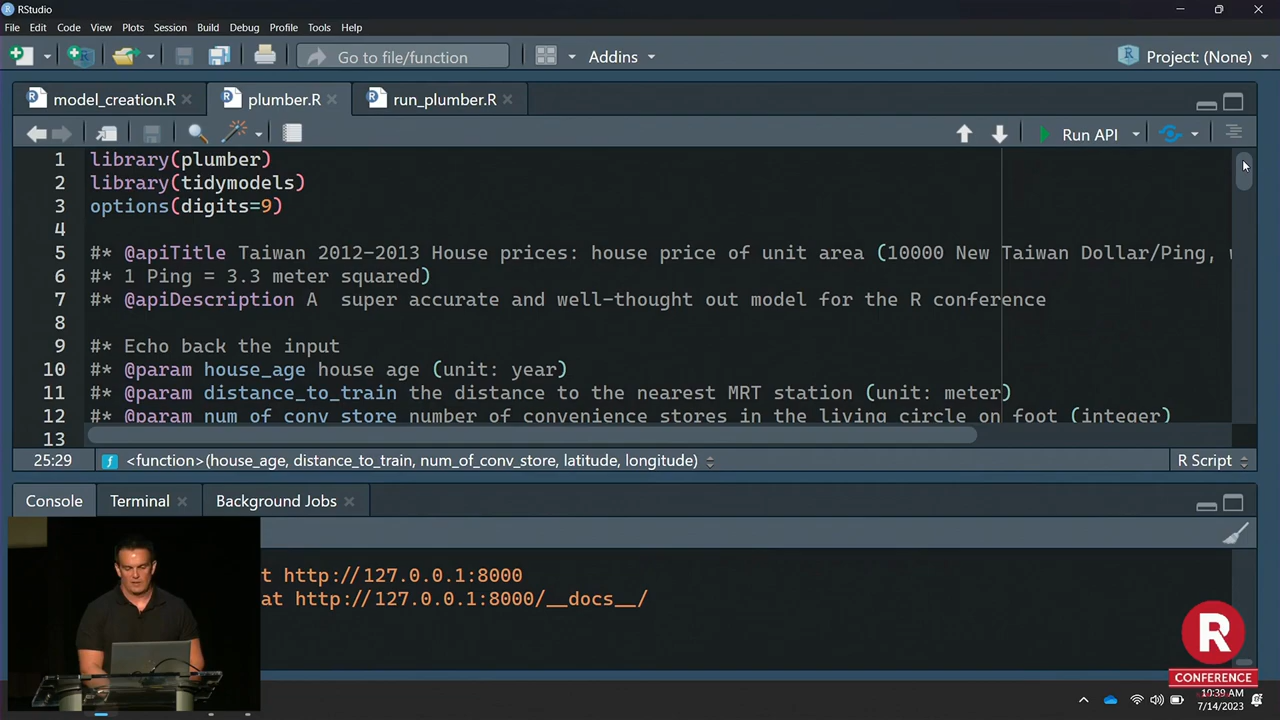 RStudio
File Edit Code View Plots Session Build Debug Profile Tools Help
Go to file/function Addins Project: (None)
model_creation.R plumber.R run_plumber.R
Run API
1 library(plumber)
2 library(tidymodels)
3 options(digits=9)
4
5 #* @apiTitle Taiwan 2012-2013 House prices: house price of unit area (10000 New Taiwan Dollar/Ping,
6 #* 1 Ping = 3.3 meter squared)
7 #* @apiDescription A  super accurate and well-thought out model for the R conference
8
9 #* Echo back the input
10 #* @param house_age house age (unit: year)
11 #* @param distance_to_train the distance to the nearest MRT station (unit: meter)
12 #* @param num_of_conv_store number of convenience stores in the living circle on foot (integer)
13
25:29 <function>(house_age, distance_to_train, num_of_conv_store, latitude, longitude) R Script
Console Terminal Background Jobs
t http://127.0.0.1:8000
at http://127.0.0.1:8000/__docs__/
R
CONFERENCE
10:39 AM
7/14/2023